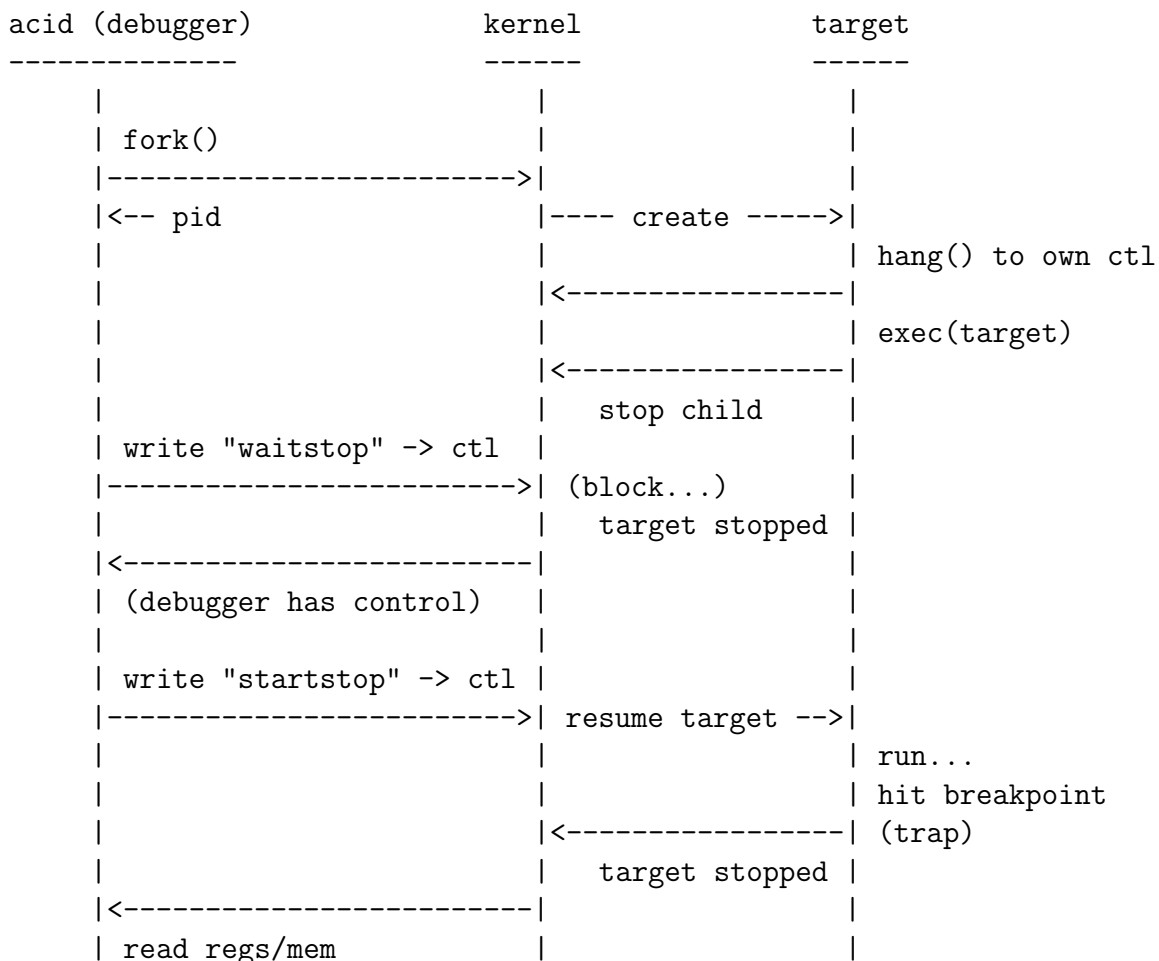 acid (debugger) kernel target
-------------- ------ ------
| | |
| fork() | |
|------------------------->| |
|<-- pid |---- create ----->|
| | | hang() to own ctl
| |<-----------------|
| | | exec(target)
| |<-----------------|
| | stop child |
| write "waitstop" -> ctl | |
|------------------------->| (block...) |
| | target stopped |
|<-------------------------| |
| (debugger has control) | |
| | |
| write "startstop" -> ctl | |
|------------------------->| resume target -->|
| | | run...
| | | hit breakpoint
| |<-----------------| (trap)
| | target stopped |
|<-------------------------| |
| read regs/mem | |